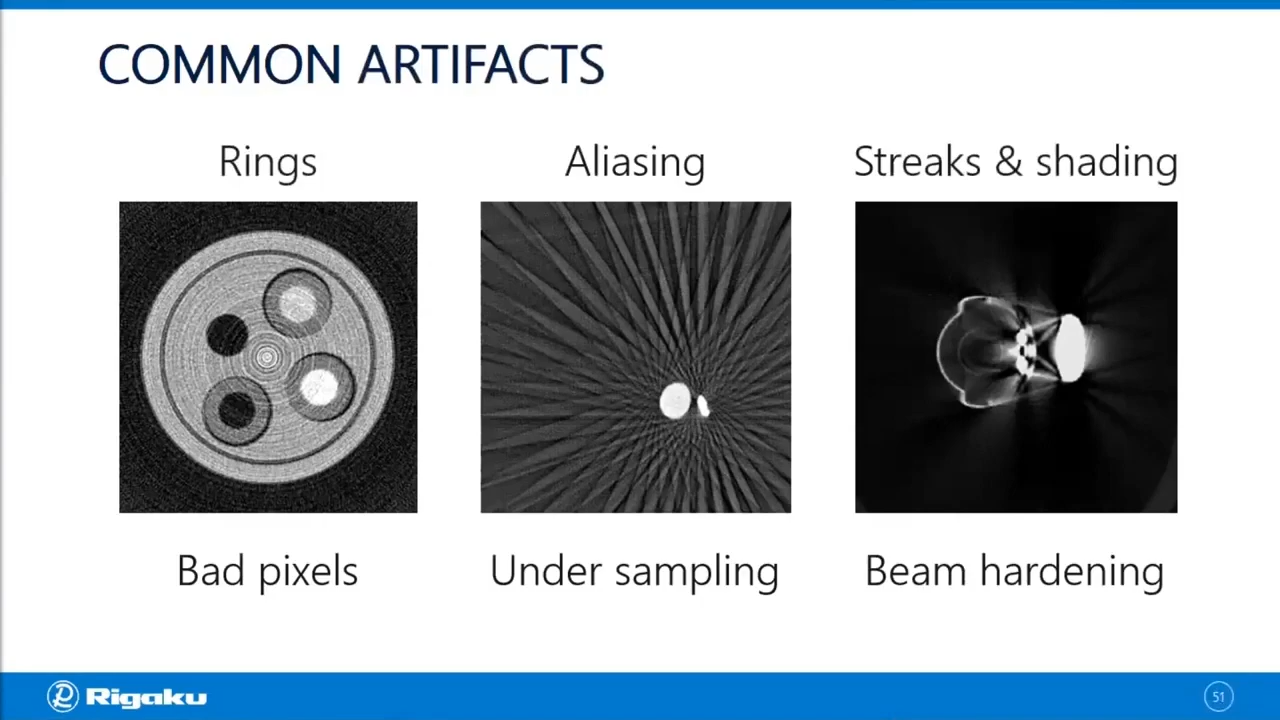 COMMON ARTIFACTS
Rings
Aliasing
Streaks & shading
Bad pixels
Under sampling
Beam hardening
Rigaku
51